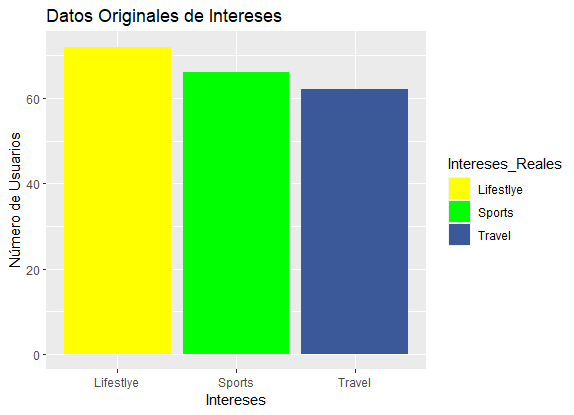 Datos Originales de Intereses
Número de Usuarios
60
40
20
0
Lifestlye
Sports
Travel
Intereses
Intereses_Reales
Lifestlye
Sports
Travel